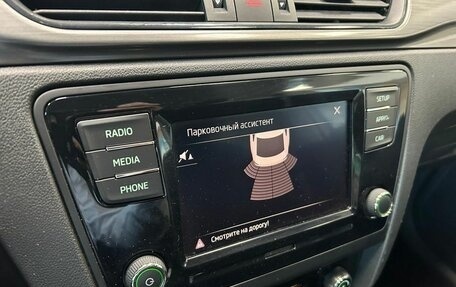 RADIO
MEDIA
PHONE
Парковочный ассистент
X
Смотрите на дорогу!
SETUP
APPS
CAR